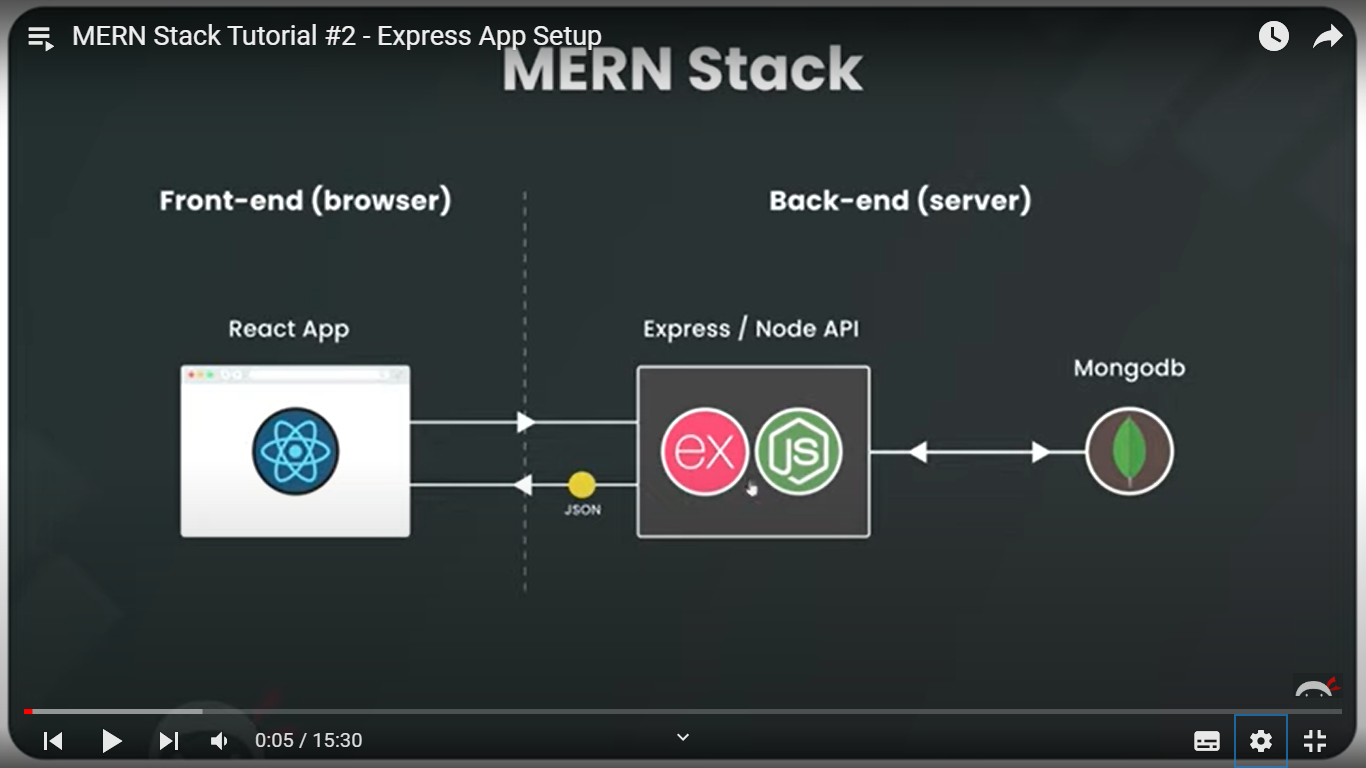 MERN Stack Tutorial #2 - Express App Setup
MERN Stack
Front-end (browser)
Back-end (server)
React App
Express / Node API
Mongodb
ex
JS
JSON
0:05 / 15:30